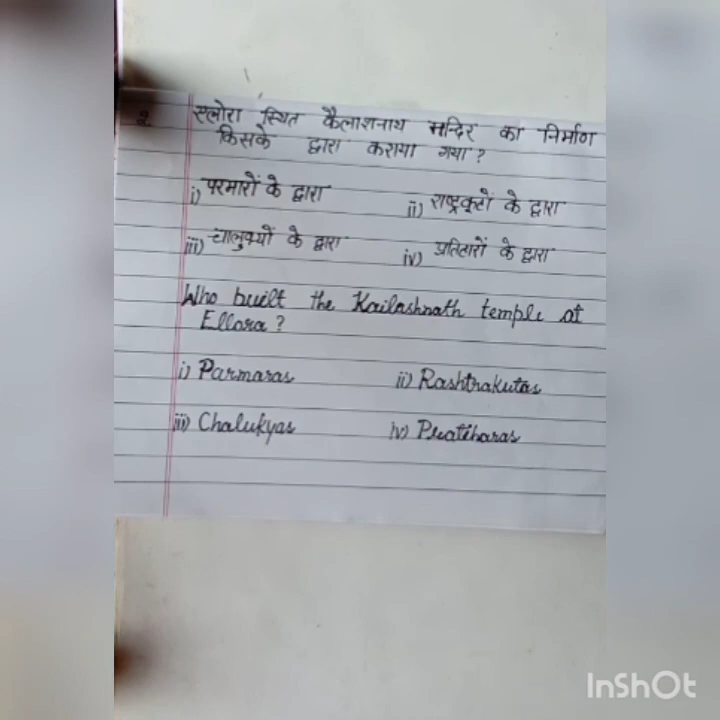 2. एलोरा स्थित कैलाशनाथ मन्दिर का निर्माण
किसके द्वारा कराया गया ?
i) परमारों के द्वारा ii) राष्ट्रकूटों के द्वारा
iii) चालुक्यों के द्वारा iv) प्रतिहारों के द्वारा
Who built the Kailashnath temple at
Ellora ?
i) Parmaras ii) Rashtrakutas
iii) Chalukyas iv) Pratiharas
InShOt